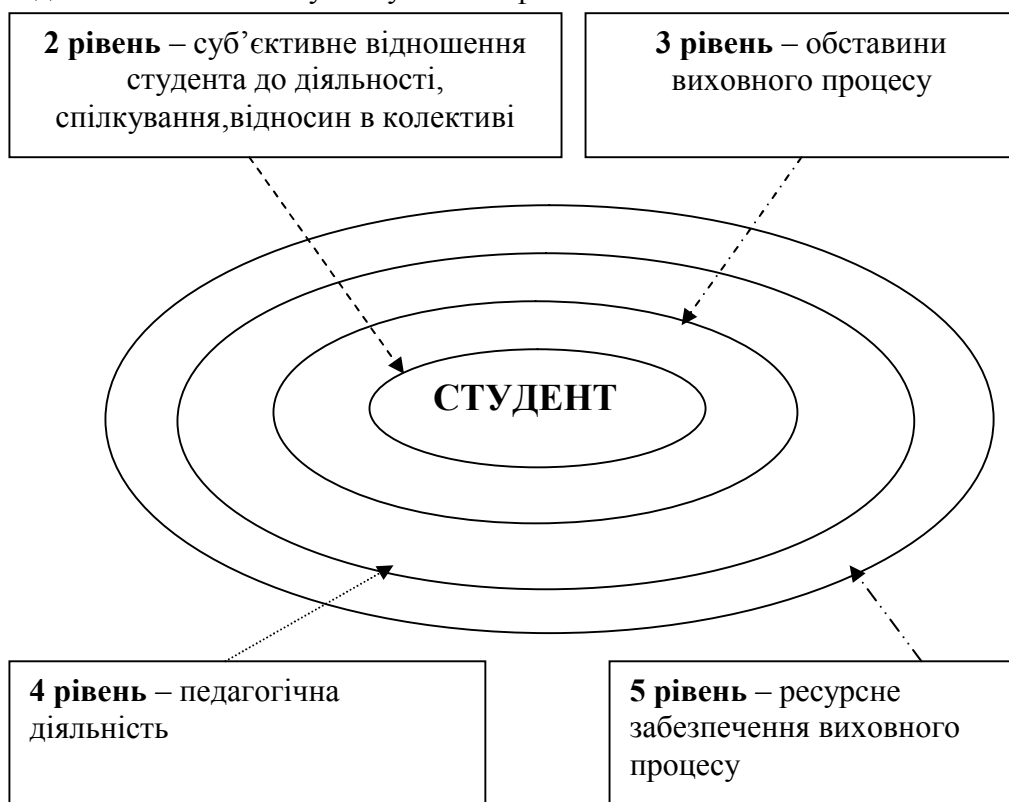 2 рівень – суб’єктивне відношення
студента до діяльності,
спілкування,відносин в колективі
3 рівень – обставини
виховного процесу
СТУДЕНТ
4 рівень – педагогічна
діяльність
5 рівень – ресурсне
забезпечення виховного
процесу